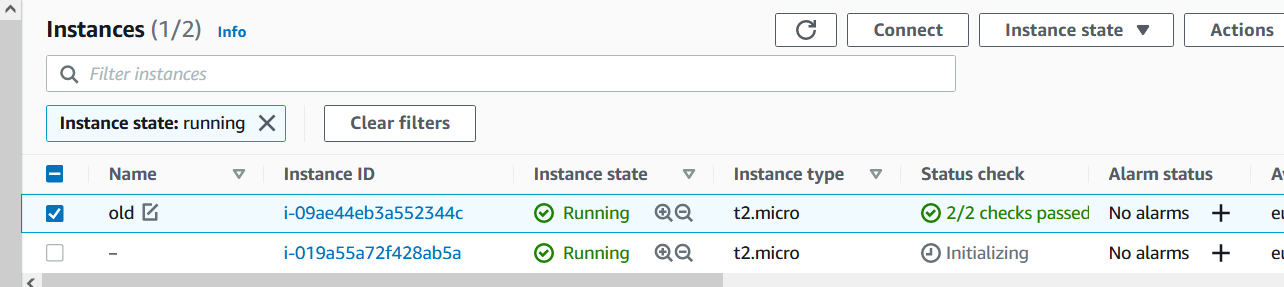 Instances (1/2) Info Connect Instance state Actions
Filter instances
Instance state: running Clear filters
Name Instance ID Instance state Instance type Status check Alarm status
old i-09ae44eb3a552344c Running t2.micro 2/2 checks passed No alarms + eu
– i-019a55a72f428ab5a Running t2.micro Initializing No alarms + eu